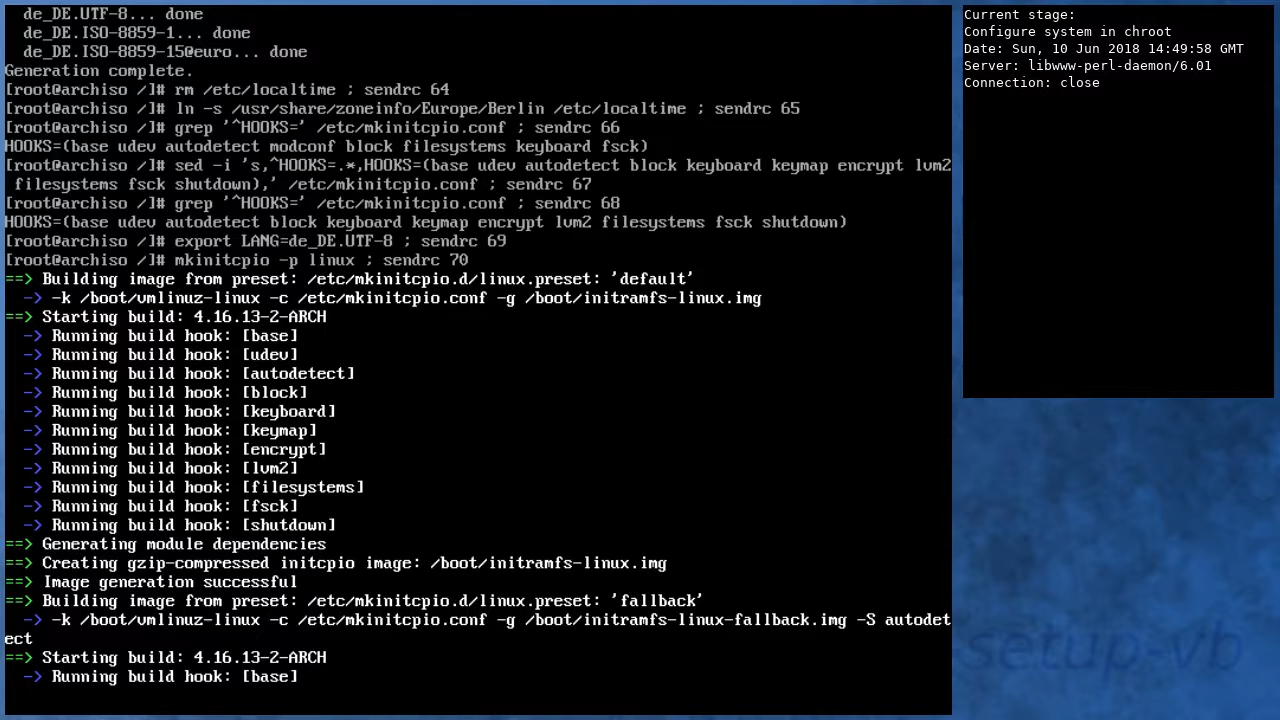 de_DE.UTF-8... done
de_DE.ISO-8859-1... done
de_DE.ISO-8859-15@euro... done
Generation complete.
[root@archiso /]# rm /etc/localtime ; sendrc 64
[root@archiso /]# ln -s /usr/share/zoneinfo/Europe/Berlin /etc/localtime ; sendrc 65
[root@archiso /]# grep '^HOOKS=' /etc/mkinitcpio.conf ; sendrc 66
HOOKS=(base udev autodetect modconf block filesystems keyboard fsck)
[root@archiso /]# sed -i 's,^HOOKS=.*,HOOKS=(base udev autodetect block keyboard keymap encrypt lvm2
filesystems fsck shutdown),' /etc/mkinitcpio.conf ; sendrc 67
[root@archiso /]# grep '^HOOKS=' /etc/mkinitcpio.conf ; sendrc 68
HOOKS=(base udev autodetect block keyboard keymap encrypt lvm2 filesystems fsck shutdown)
[root@archiso /]# export LANG=de_DE.UTF-8 ; sendrc 69
[root@archiso /]# mkinitcpio -p linux ; sendrc 70
==> Building image from preset: /etc/mkinitcpio.d/linux.preset: 'default'
-> -k /boot/vmlinuz-linux -c /etc/mkinitcpio.conf -g /boot/initramfs-linux.img
==> Starting build: 4.16.13-2-ARCH
-> Running build hook: [base]
-> Running build hook: [udev]
-> Running build hook: [autodetect]
-> Running build hook: [block]
-> Running build hook: [keyboard]
-> Running build hook: [keymap]
-> Running build hook: [encrypt]
-> Running build hook: [lvm2]
-> Running build hook: [filesystems]
-> Running build hook: [fsck]
-> Running build hook: [shutdown]
==> Generating module dependencies
==> Creating gzip-compressed initcpio image: /boot/initramfs-linux.img
==> Image generation successful
==> Building image from preset: /etc/mkinitcpio.d/linux.preset: 'fallback'
-> -k /boot/vmlinuz-linux -c /etc/mkinitcpio.conf -g /boot/initramfs-linux-fallback.img -S autodet
ect
==> Starting build: 4.16.13-2-ARCH
-> Running build hook: [base]
Current stage:
Configure system in chroot
Date: Sun, 10 Jun 2018 14:49:58 GMT
Server: libwww-perl-daemon/6.01
Connection: close
setup-vb